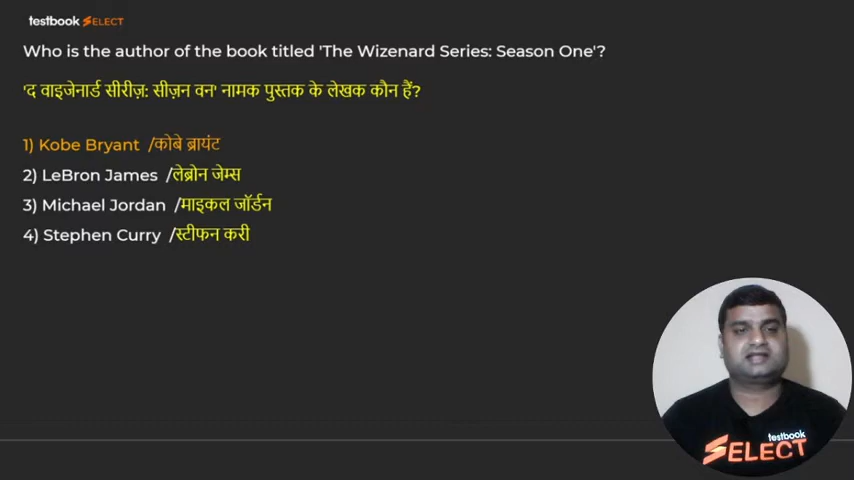 testbook SELECT
Who is the author of the book titled 'The Wizenard Series: Season One'?
'द वाइजेनार्ड सीरीज़: सीज़न वन' नामक पुस्तक के लेखक कौन हैं?
1) Kobe Bryant /कोबे ब्रायंट
2) LeBron James /लेब्रोन जेम्स
3) Michael Jordan /माइकल जॉर्डन
4) Stephen Curry /स्टीफन करी
testbook
SELECT